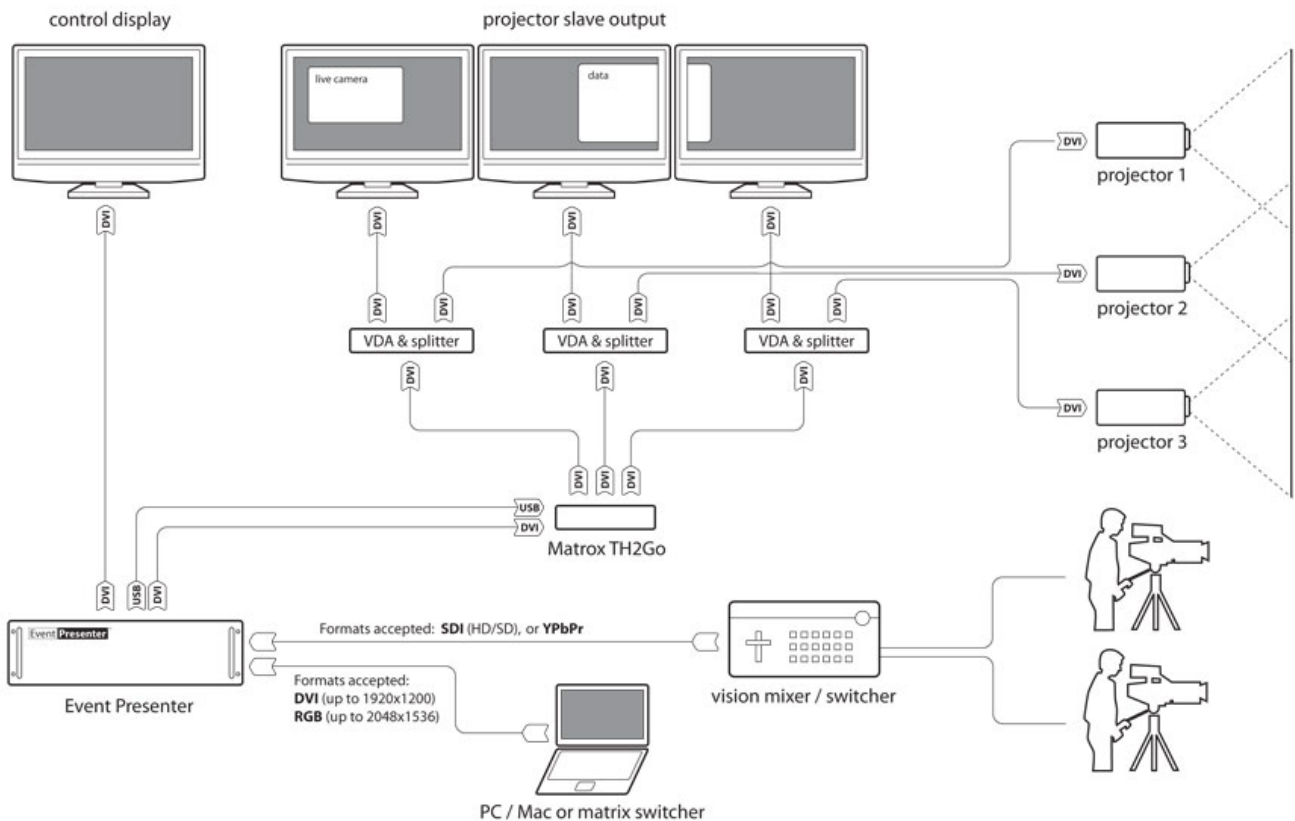 control display
projector slave output
live camera
data
DVI
projector 1
DVI
DVI
DVI
DVI
DVI
projector 2
DVI
DVI
DVI
DVI
DVI
DVI
VDA & splitter
VDA & splitter
VDA & splitter
DVI
DVI
DVI
DVI
projector 3
DVI
DVI
DVI
USB
DVI
Matrox TH2Go
DVI
USB
DVI
Event Presenter
Formats accepted: SDI (HD/SD), or YPbPr
Formats accepted:
DVI (up to 1920x1200)
RGB (up to 2048x1536)
Event Presenter
vision mixer / switcher
PC / Mac or matrix switcher